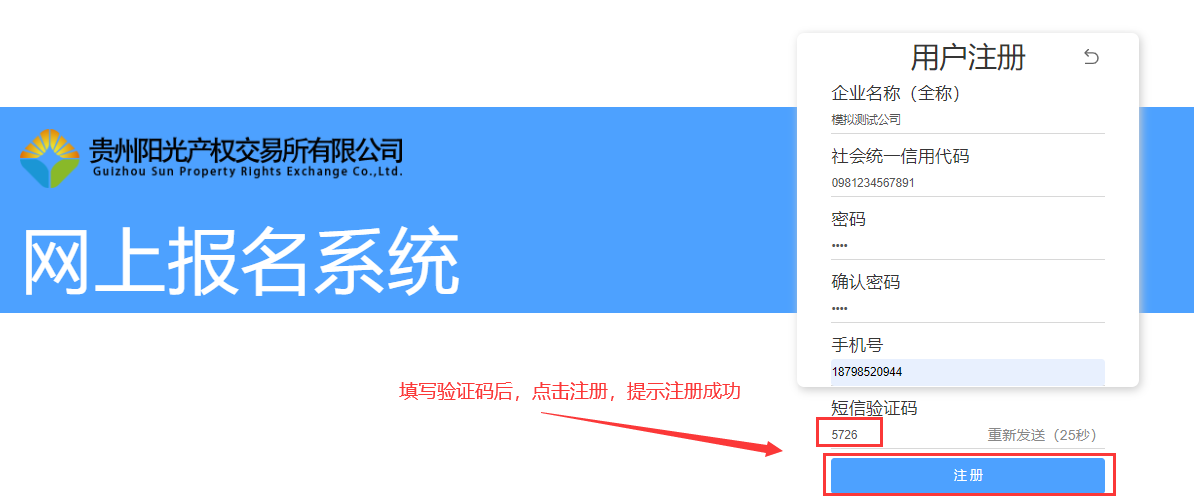 用户注册
企业名称（全称）
模拟测试公司
贵州阳光产权交易所有限公司
Guizhou Sun Property Rights Exchange Co.,Ltd.
社会统一信用代码
0981234567891
网上报名系统
密码
••••
确认密码
••••
手机号
18798520944
填写验证码后，点击注册，提示注册成功
短信验证码
5726
重新发送（25秒）
注册